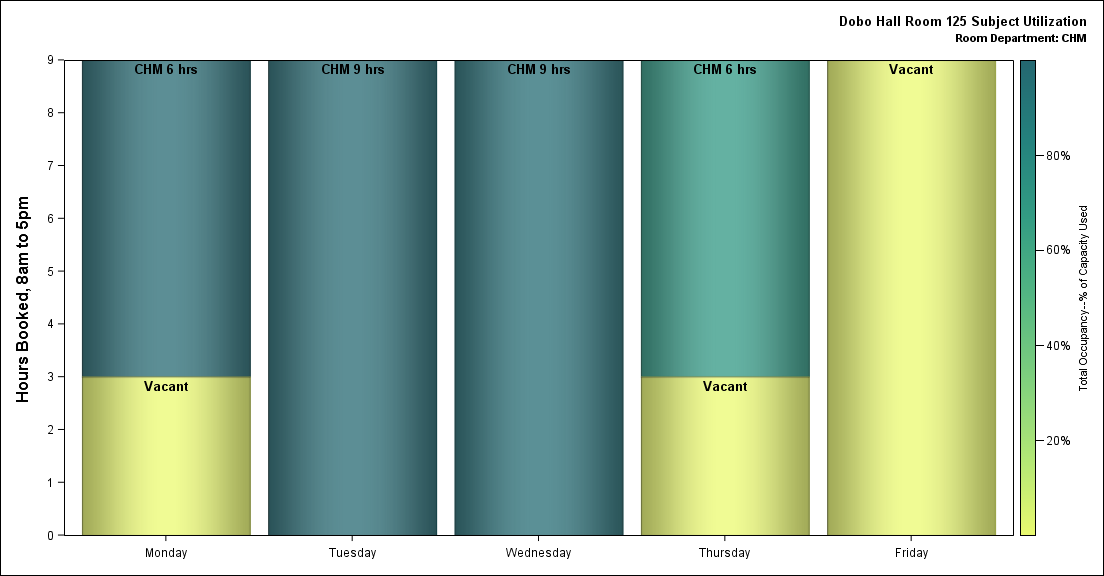 Dobo Hall Room 125 Subject Utilization
Room Department: CHM
Hours Booked, 8am to 5pm
9
8
7
6
5
4
3
2
1
0
CHM 6 hrs
CHM 9 hrs
CHM 9 hrs
CHM 6 hrs
Vacant
Vacant
Vacant
Monday
Tuesday
Wednesday
Thursday
Friday
80%
60%
40%
20%
Total Occupancy--% of Capacity Used